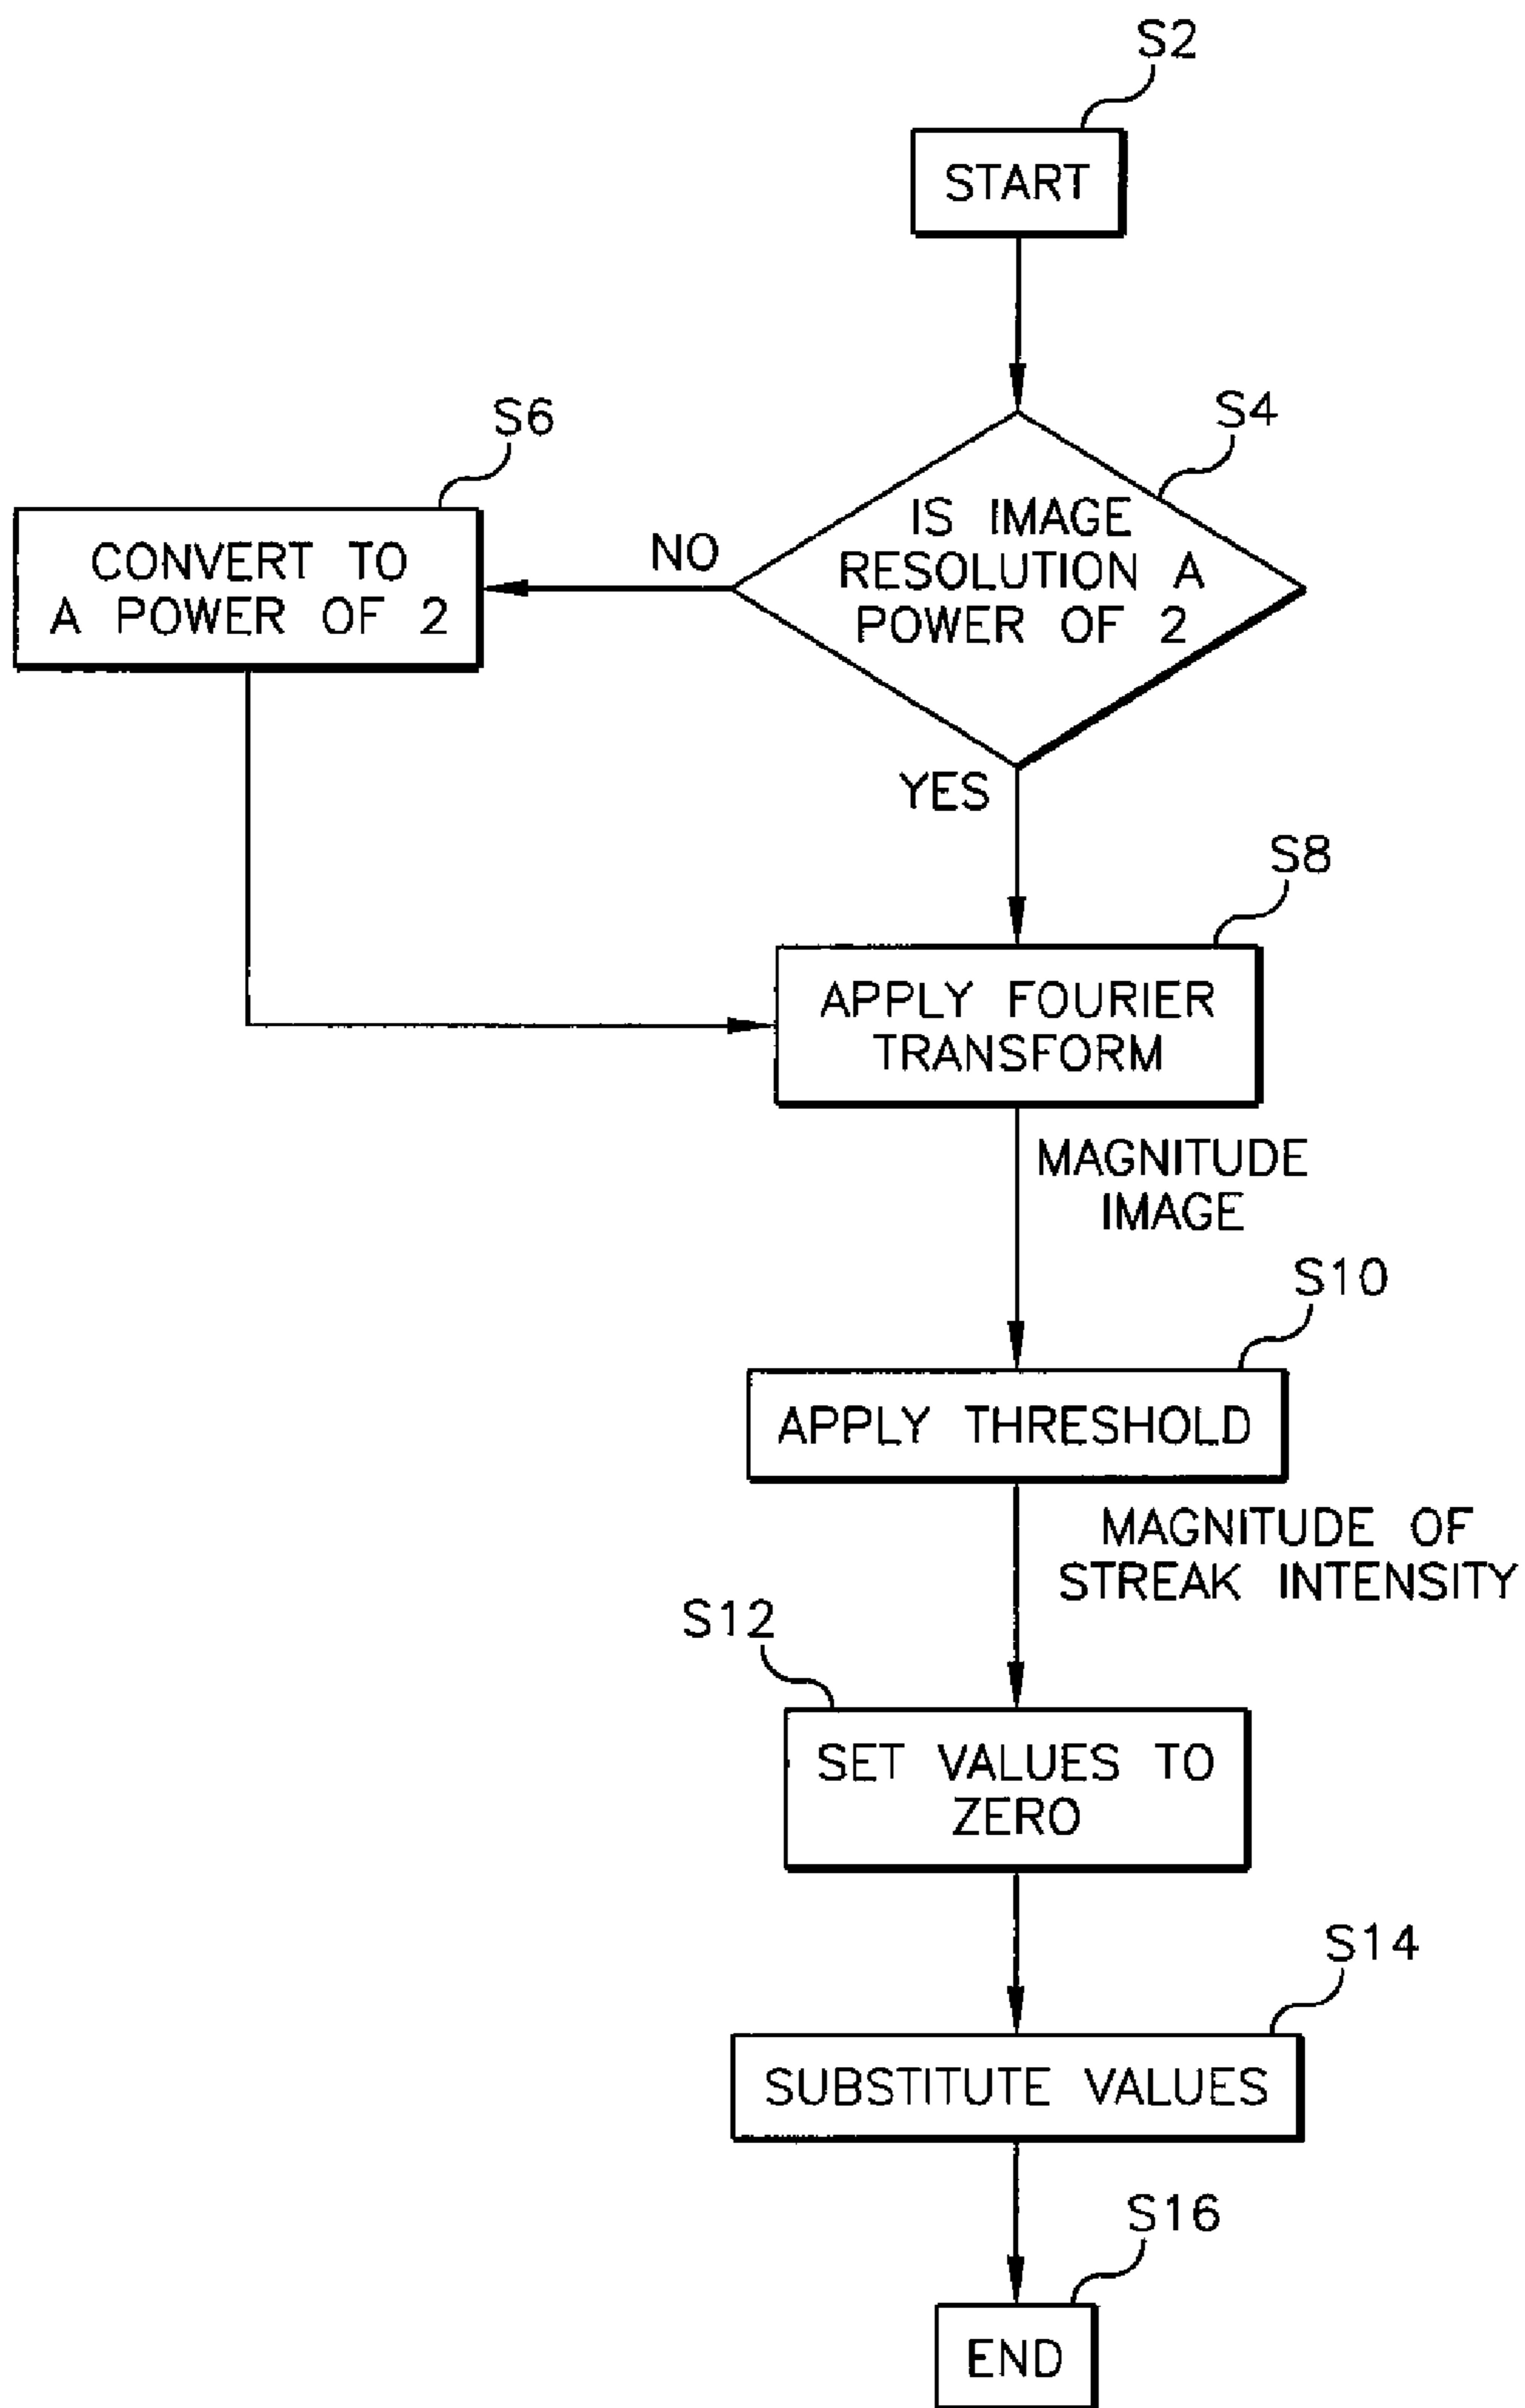 S2
START
S4
IS IMAGE
RESOLUTION A
POWER OF 2
NO
S6
CONVERT TO
A POWER OF 2
YES
S8
APPLY FOURIER
TRANSFORM
MAGNITUDE
IMAGE
S10
APPLY THRESHOLD
MAGNITUDE OF
STREAK INTENSITY
S12
SET VALUES TO
ZERO
S14
SUBSTITUTE VALUES
S16
END